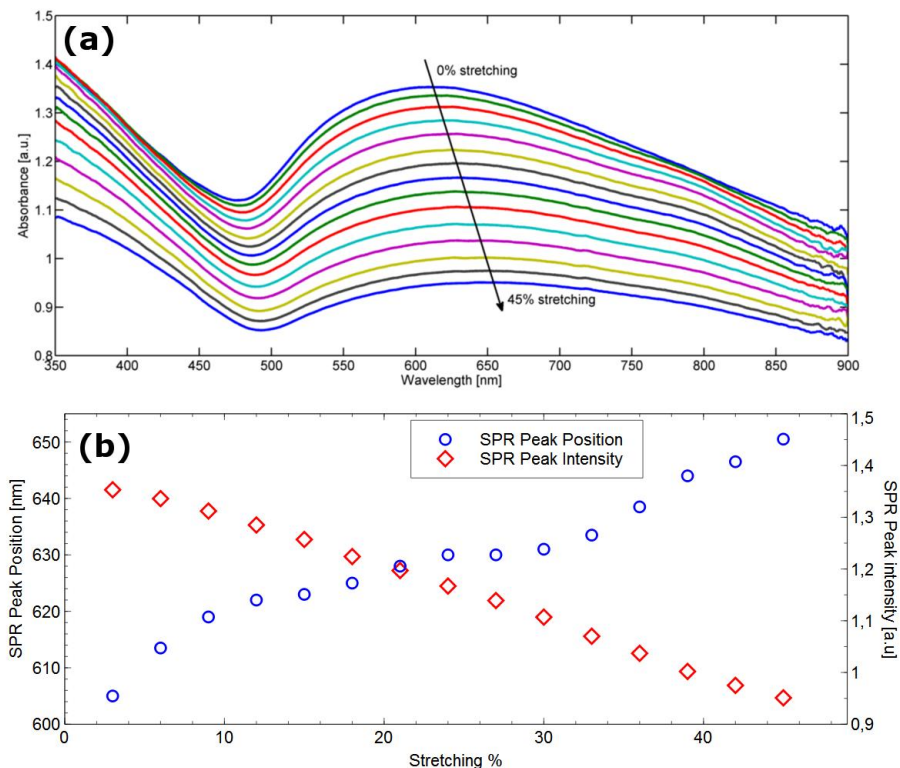 (a)
1.5
1.4
1.3
1.2
1.1
1
0.9
0.8
Absorbance [a.u.]
0% stretching
45% stretching
350 400 450 500 550 600 650 700 750 800 850 900
Wavelength [nm]
(b)
SPR Peak Position
SPR Peak Intensity
650
640
630
620
610
600
SPR Peak Position [nm]
1,5
1,4
1,3
1,2
1,1
1
0,9
SPR Peak intensity [a.u]
0 10 20 30 40
Stretching %